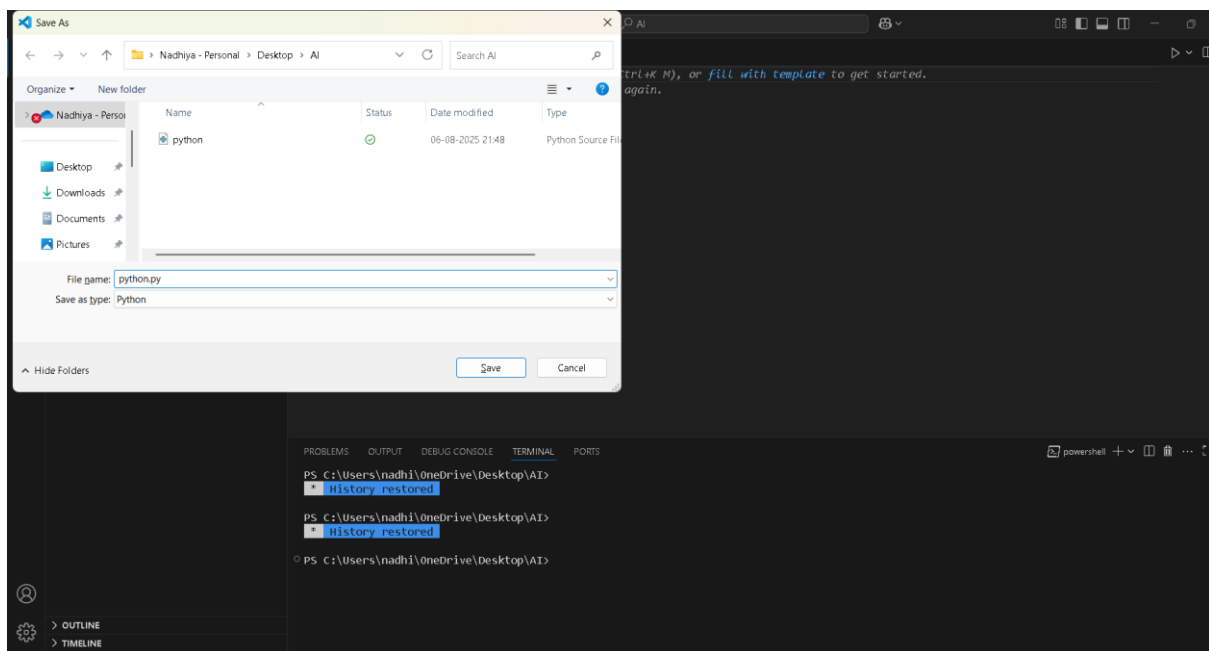 Save As
AI
Nadhiya - Personal > Desktop > AI
Search AI
Organize
New folder
Ctrl+K M), or fill with template to get started.
again.
Nadhiya - Person
Name
Status
Date modified
Type
python
06-08-2025 21:48
Python Source File
Desktop
Downloads
Documents
Pictures
File name: python.py
Save as type: Python
Hide Folders
Save
Cancel
PROBLEMS OUTPUT DEBUG CONSOLE TERMINAL PORTS
powershell
PS C:\Users\nadhi\OneDrive\Desktop\AI>
* History restored
PS C:\Users\nadhi\OneDrive\Desktop\AI>
* History restored
PS C:\Users\nadhi\OneDrive\Desktop\AI>
> OUTLINE
> TIMELINE